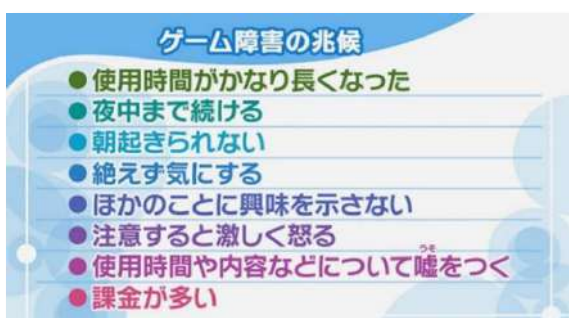 ゲーム障害の兆候
●使用時間がかなり長くなった
●夜中まで続ける
●朝起きられない
●絶えず気にする
●ほかのことに興味を示さない
●注意すると激しく怒る
うそ
●使用時間や内容などについて嘘をつく
●課金が多い